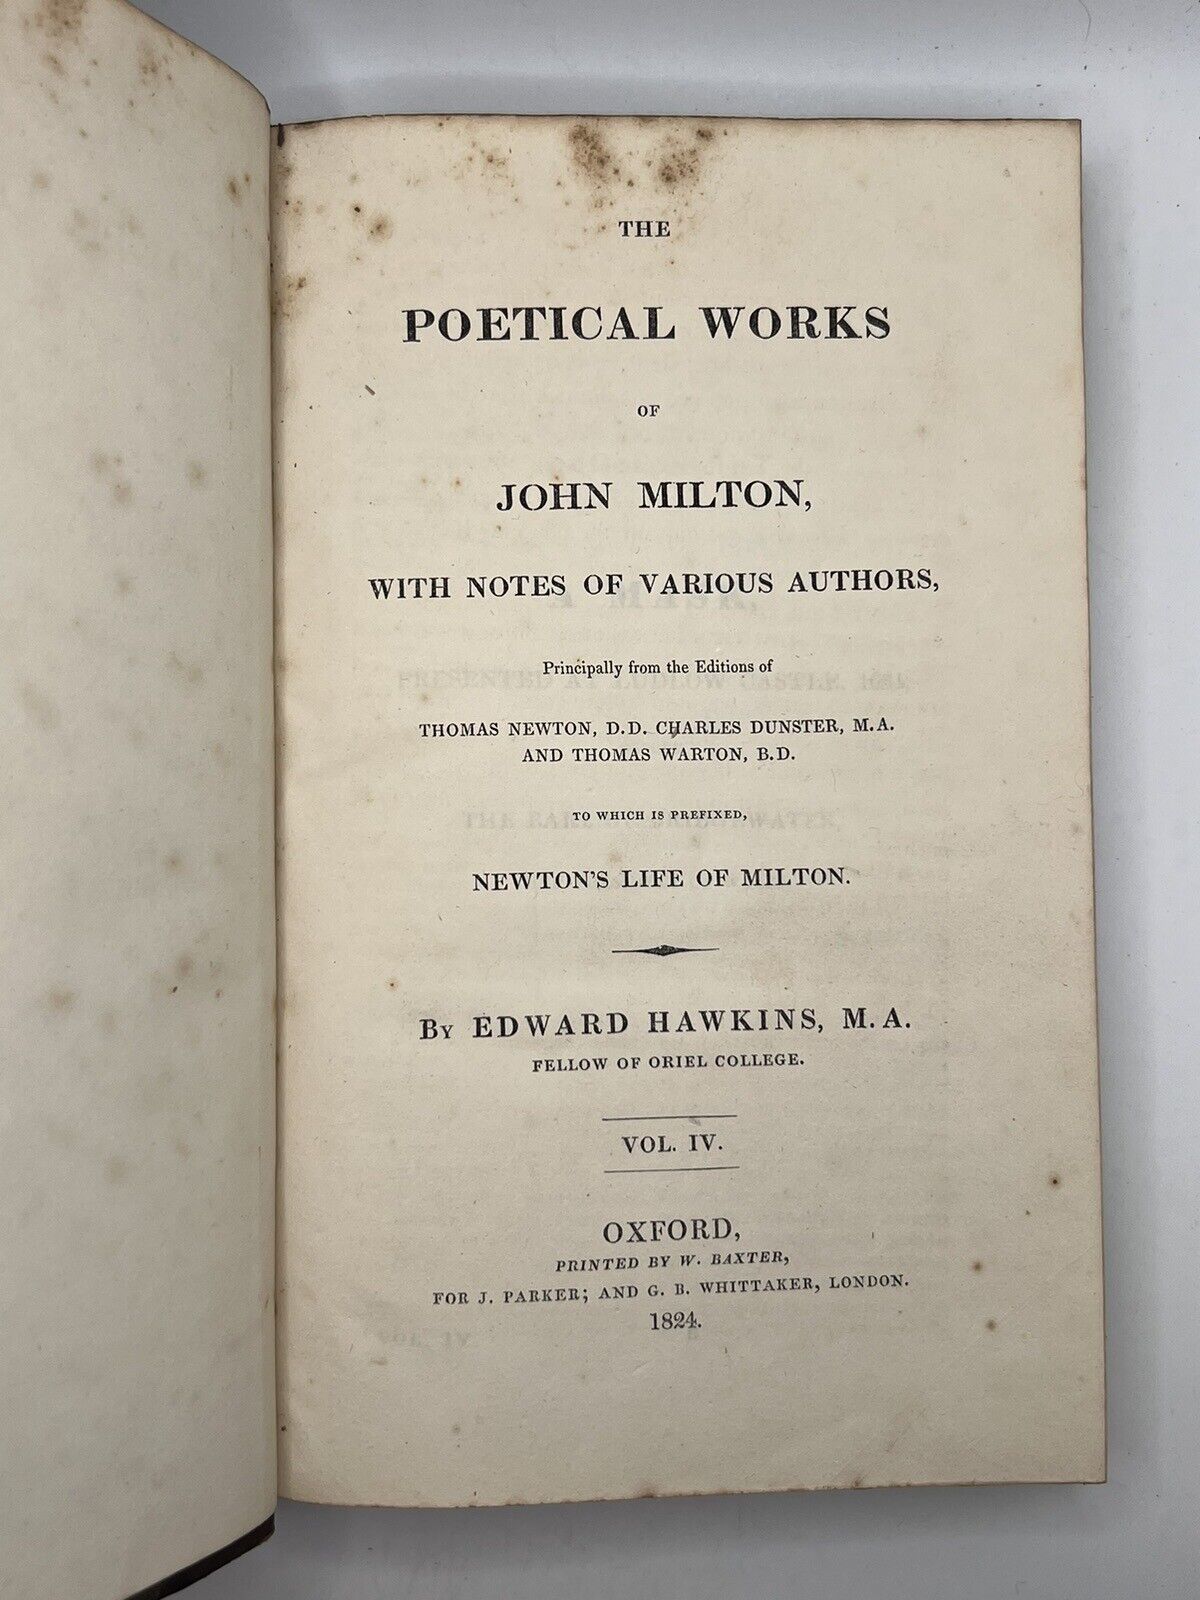 THE
POETICAL WORKS
OF
JOHN MILTON,
WITH NOTES OF VARIOUS AUTHORS,
Principally from the Editions of
THOMAS NEWTON, D.D. CHARLES DUNSTER, M.A.
AND THOMAS WARTON, B.D.
TO WHICH IS PREFIXED,
NEWTON'S LIFE OF MILTON.
BY EDWARD HAWKINS, M.A.
FELLOW OF ORIEL COLLEGE.
VOL. IV.
OXFORD,
PRINTED BY W. BAXTER,
FOR J. PARKER; AND G. B. WHITTAKER, LONDON.
1824.